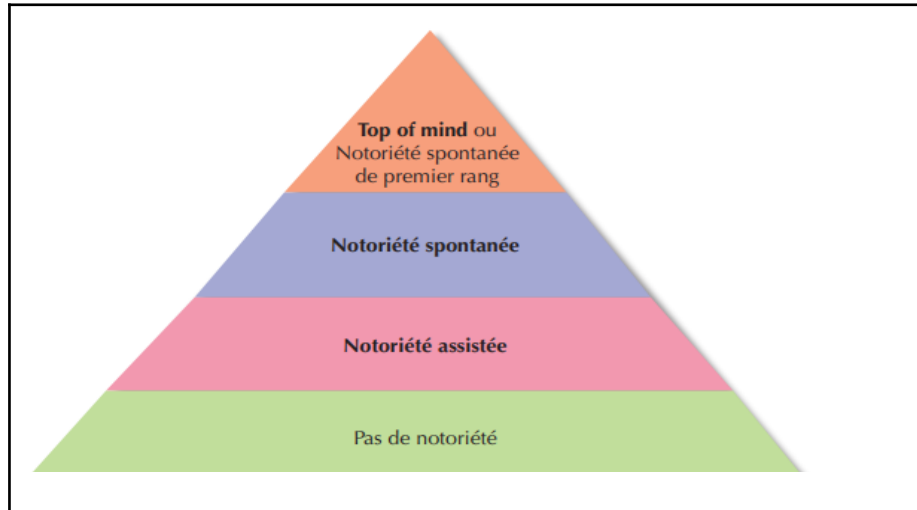 Top of mind ou
Notoriété spontanée
de premier rang
Notoriété spontanée
Notoriété assistée
Pas de notoriété